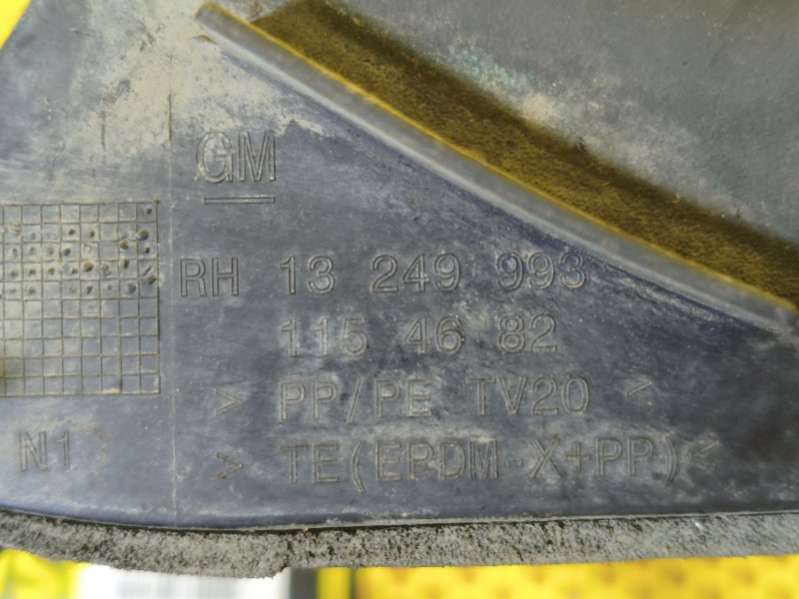 GM
RH 13 249 993
115 46 82
> PP/PE TV20 <
N1 > TE(EPDM-X+PP)<